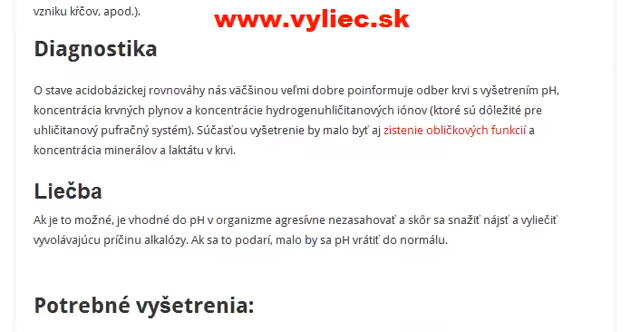 vzniku kŕčov, apod.).
www.vyliec.sk
Diagnostika
O stave acidobázickej rovnováhy nás väčšinou veľmi dobre poinformuje odber krvi s vyšetrením pH,
koncentrácia krvných plynov a koncentrácie hydrogenuhličitanových iónov (ktoré sú dôležité pre
uhličitanový pufračný systém). Súčasťou vyšetrenie by malo byť aj zistenie obličkových funkcií a
koncentrácia minerálov a laktátu v krvi.
Liečba
Ak je to možné, je vhodné do pH v organizme agresívne nezasahovať a skôr sa snažiť nájsť a vyliečiť
vyvolávajúcu príčinu alkalózy. Ak sa to podarí, malo by sa pH vrátiť do normálu.
Potrebné vyšetrenia: